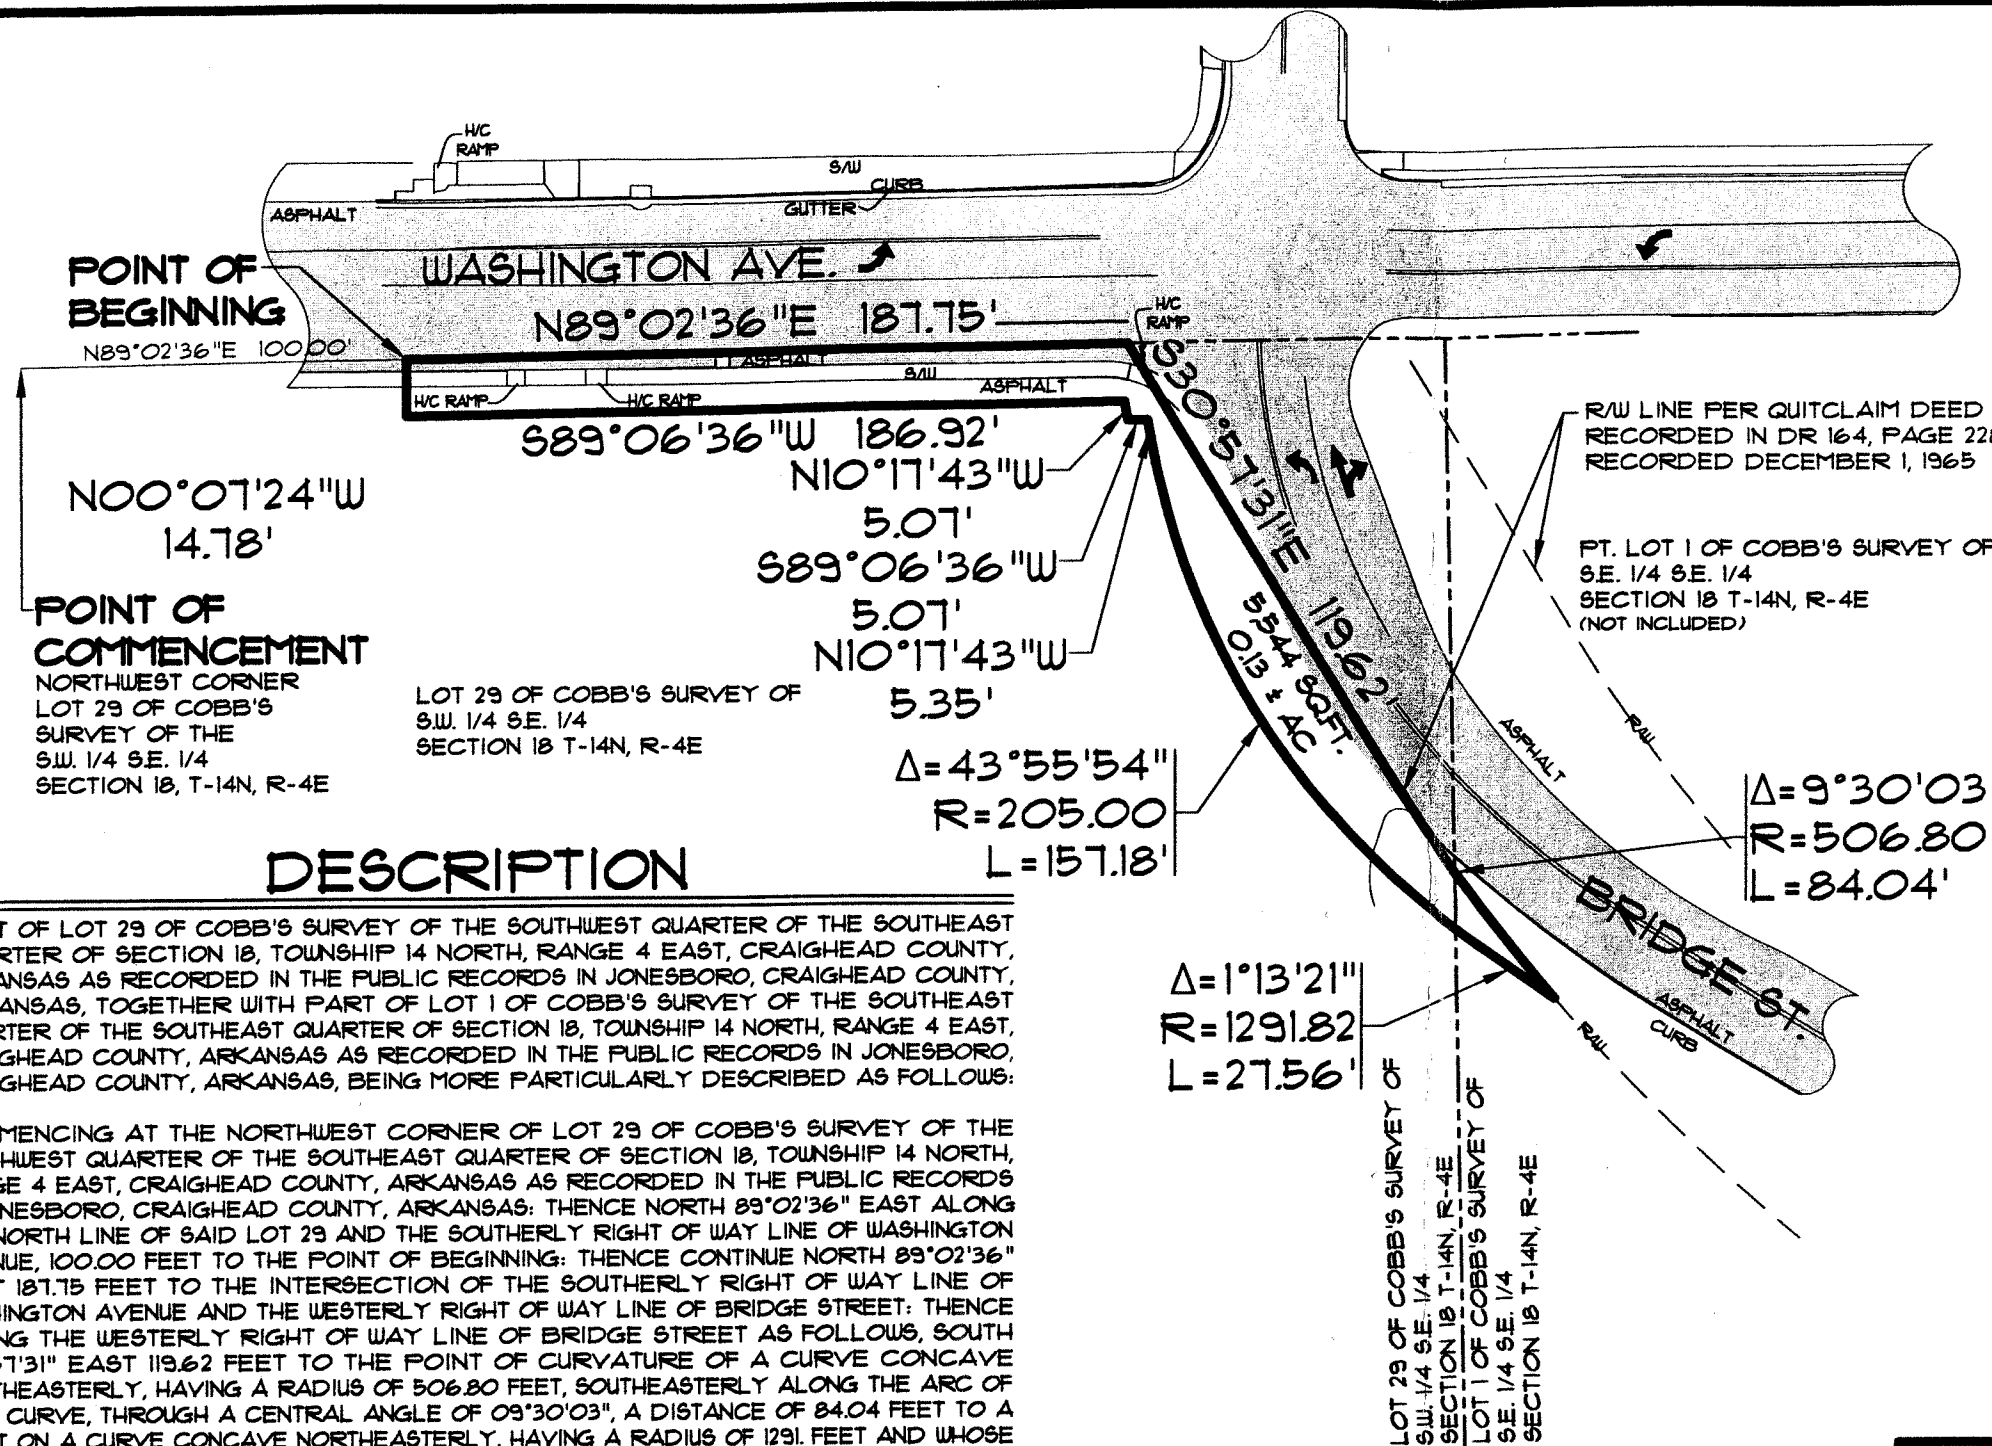 H/C
RAMP
S/W
CURB
GUTTER
ASPHALT
POINT OF
BEGINNING
WASHINGTON AVE.
N89°02'36"E 187.75'
H/C
RAMP
N89°02'36"E 100.00'
ASPHALT
S/W
ASPHALT
H/C RAMP
H/C RAMP
S89°06'36"W 186.92'
N10°17'43"W
5.07'
S89°06'36"W
5.07'
N10°17'43"W
5.35'
N00°07'24"W
14.78'
S30°57'31"E 119.62'
5,544 SQ.FT.
0.13 ± AC
R/W LINE PER QUITCLAIM DEED
RECORDED IN DR 164, PAGE
RECORDED DECEMBER 1, 1965
PT. LOT 1 OF COBB'S SURVEY OF
S.E. 1/4 S.E. 1/4
SECTION 18 T-14N, R-4E
(NOT INCLUDED)
POINT OF
COMMENCEMENT
NORTHWEST CORNER
LOT 29 OF COBB'S
SURVEY OF THE
S.W. 1/4 S.E. 1/4
SECTION 18, T-14N, R-4E
LOT 29 OF COBB'S SURVEY OF
S.W. 1/4 S.E. 1/4
SECTION 18 T-14N, R-4E
Δ=43°55'54"
R=205.00
L=157.18'
R/W
ASPHALT
Δ=9°30'03
R=506.80
L=84.04'
BRIDGE ST.
ASPHALT
CURB
R/W
Δ=1°13'21"
R=1291.82
L=27.56'
LOT 29 OF COBB'S SURVEY OF
S.W. 1/4 S.E. 1/4
SECTION 18 T-14N, R-4E
LOT 1 OF COBB'S SURVEY OF
S.E. 1/4 S.E. 1/4
SECTION 18 T-14N, R-4E
DESCRIPTION
T OF LOT 29 OF COBB'S SURVEY OF THE SOUTHWEST QUARTER OF THE SOUTHEAST
RTER OF SECTION 18, TOWNSHIP 14 NORTH, RANGE 4 EAST, CRAIGHEAD COUNTY,
ANSAS AS RECORDED IN THE PUBLIC RECORDS IN JONESBORO, CRAIGHEAD COUNTY,
ANSAS, TOGETHER WITH PART OF LOT 1 OF COBB'S SURVEY OF THE SOUTHEAST
RTER OF THE SOUTHEAST QUARTER OF SECTION 18, TOWNSHIP 14 NORTH, RANGE 4 EAST,
IGHEAD COUNTY, ARKANSAS AS RECORDED IN THE PUBLIC RECORDS IN JONESBORO,
GHEAD COUNTY, ARKANSAS, BEING MORE PARTICULARLY DESCRIBED AS FOLLOWS:
MENCING AT THE NORTHWEST CORNER OF LOT 29 OF COBB'S SURVEY OF THE
HWEST QUARTER OF THE SOUTHEAST QUARTER OF SECTION 18, TOWNSHIP 14 NORTH,
GE 4 EAST, CRAIGHEAD COUNTY, ARKANSAS AS RECORDED IN THE PUBLIC RECORDS
NESBORO, CRAIGHEAD COUNTY, ARKANSAS: THENCE NORTH 89°02'36" EAST ALONG
NORTH LINE OF SAID LOT 29 AND THE SOUTHERLY RIGHT OF WAY LINE OF WASHINGTON
NUE, 100.00 FEET TO THE POINT OF BEGINNING: THENCE CONTINUE NORTH 89°02'36"
T 187.75 FEET TO THE INTERSECTION OF THE SOUTHERLY RIGHT OF WAY LINE OF
HINGTON AVENUE AND THE WESTERLY RIGHT OF WAY LINE OF BRIDGE STREET: THENCE
NG THE WESTERLY RIGHT OF WAY LINE OF BRIDGE STREET AS FOLLOWS, SOUTH
7'31" EAST 119.62 FEET TO THE POINT OF CURVATURE OF A CURVE CONCAVE
THEASTERLY, HAVING A RADIUS OF 506.80 FEET, SOUTHEASTERLY ALONG THE ARC OF
CURVE, THROUGH A CENTRAL ANGLE OF 09°30'03", A DISTANCE OF 84.04 FEET TO A
T ON A CURVE CONCAVE NORTHEASTERLY, HAVING A RADIUS OF 1291. FEET AND WHOSE